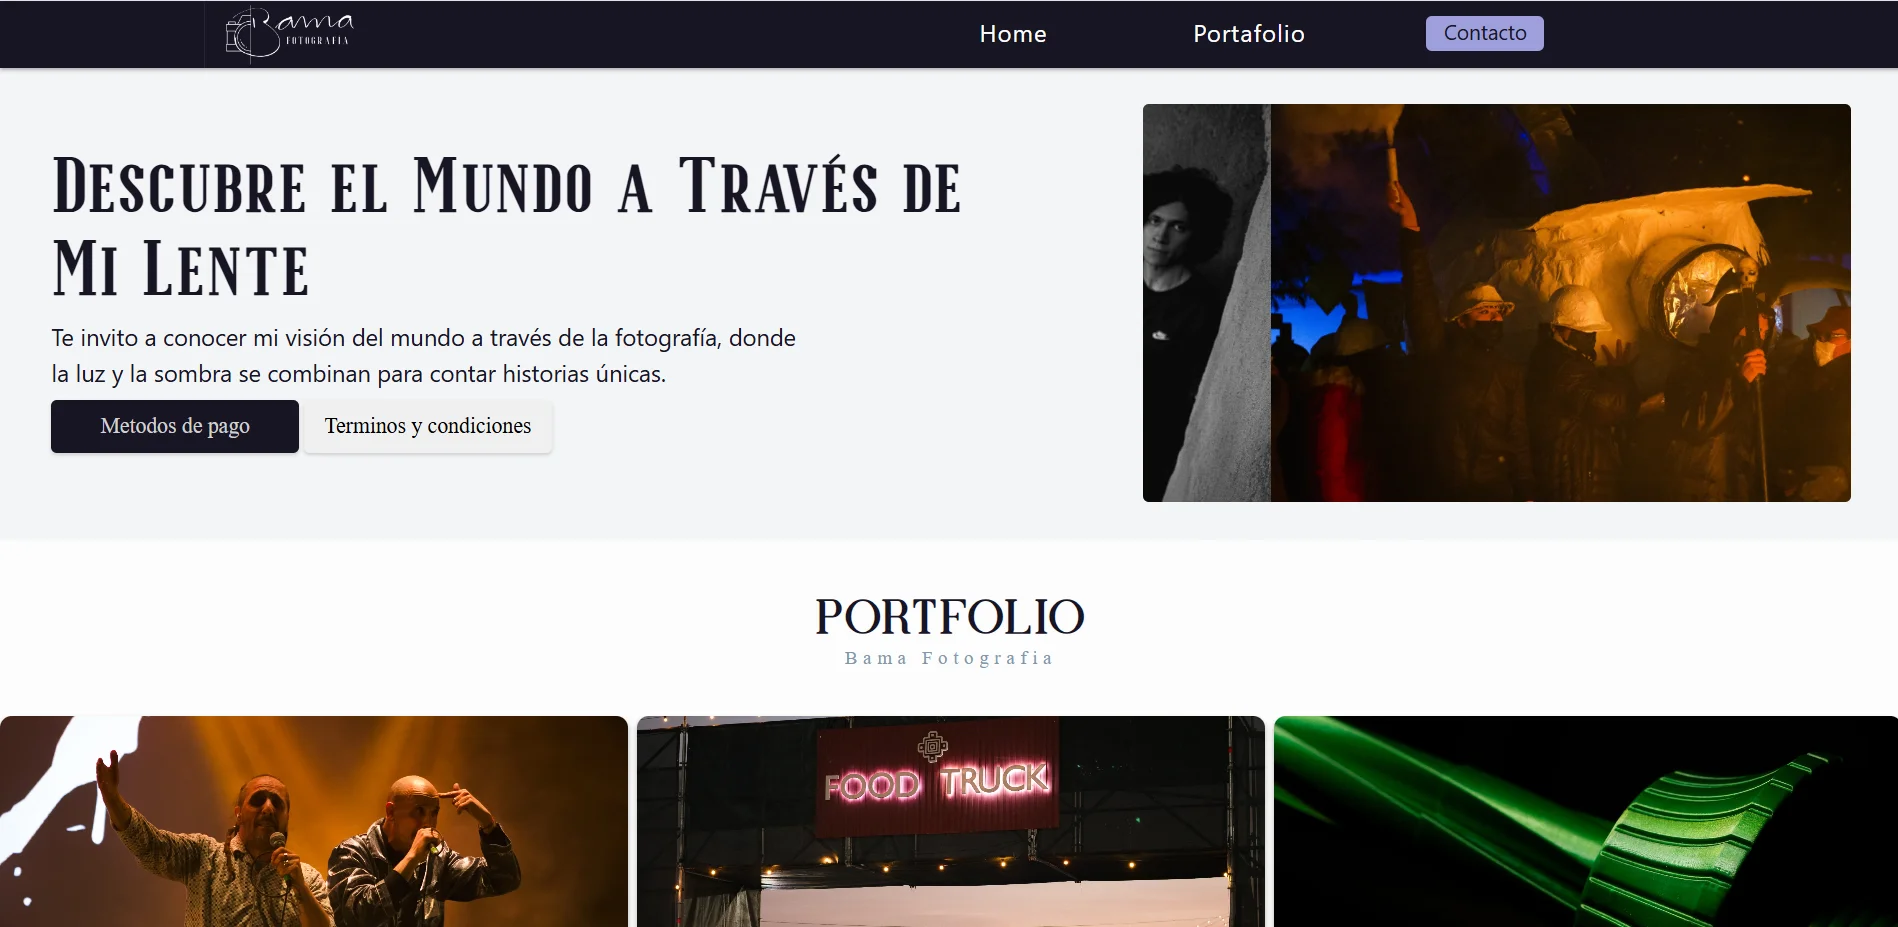 Bama
FOTOGRAFIA
Home
Portafolio
Contacto
Descubre el Mundo a Través de
Mi Lente
Te invito a conocer mi visión del mundo a través de la fotografía, donde
la luz y la sombra se combinan para contar historias únicas.
Metodos de pago
Terminos y condiciones
PORTFOLIO
Bama Fotografia
FOOD TRUCK